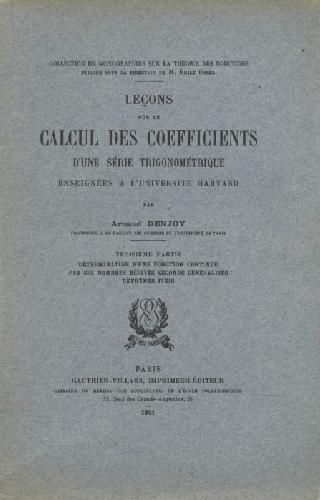 COLLECTION DE MONOGRAPHIES SUR LA THÉORIE DES FONCTIONS
PUBLIÉE SOUS LA DIRECTION DE M. ÉMILE BOREL.
LEÇONS
SUR LE
CALCUL DES COEFFICIENTS
D'UNE SÉRIE TRIGONOMÉTRIQUE
ENSEIGNÉES A L'UNIVERSITÉ HARVARD
PAR
Arnaud DENJOY
PROFESSEUR A LA FACULTÉ DES SCIENCES DE L'UNIVERSITÉ DE PARIS
TROISIÈME PARTIE
DÉTERMINATION D'UNE FONCTION CONTINUE
PAR SES NOMBRES DÉRIVÉS SECONDS GÉNÉRALISÉS
EXTRÊMES FINIS
PARIS
GAUTHIER-VILLARS, IMPRIMEUR-ÉDITEUR
LIBRAIRE DU BUREAU DES LONGITUDES, DE L'ÉCOLE POLYTECHNIQUE
55, Quai des Grands-Augustins, 55